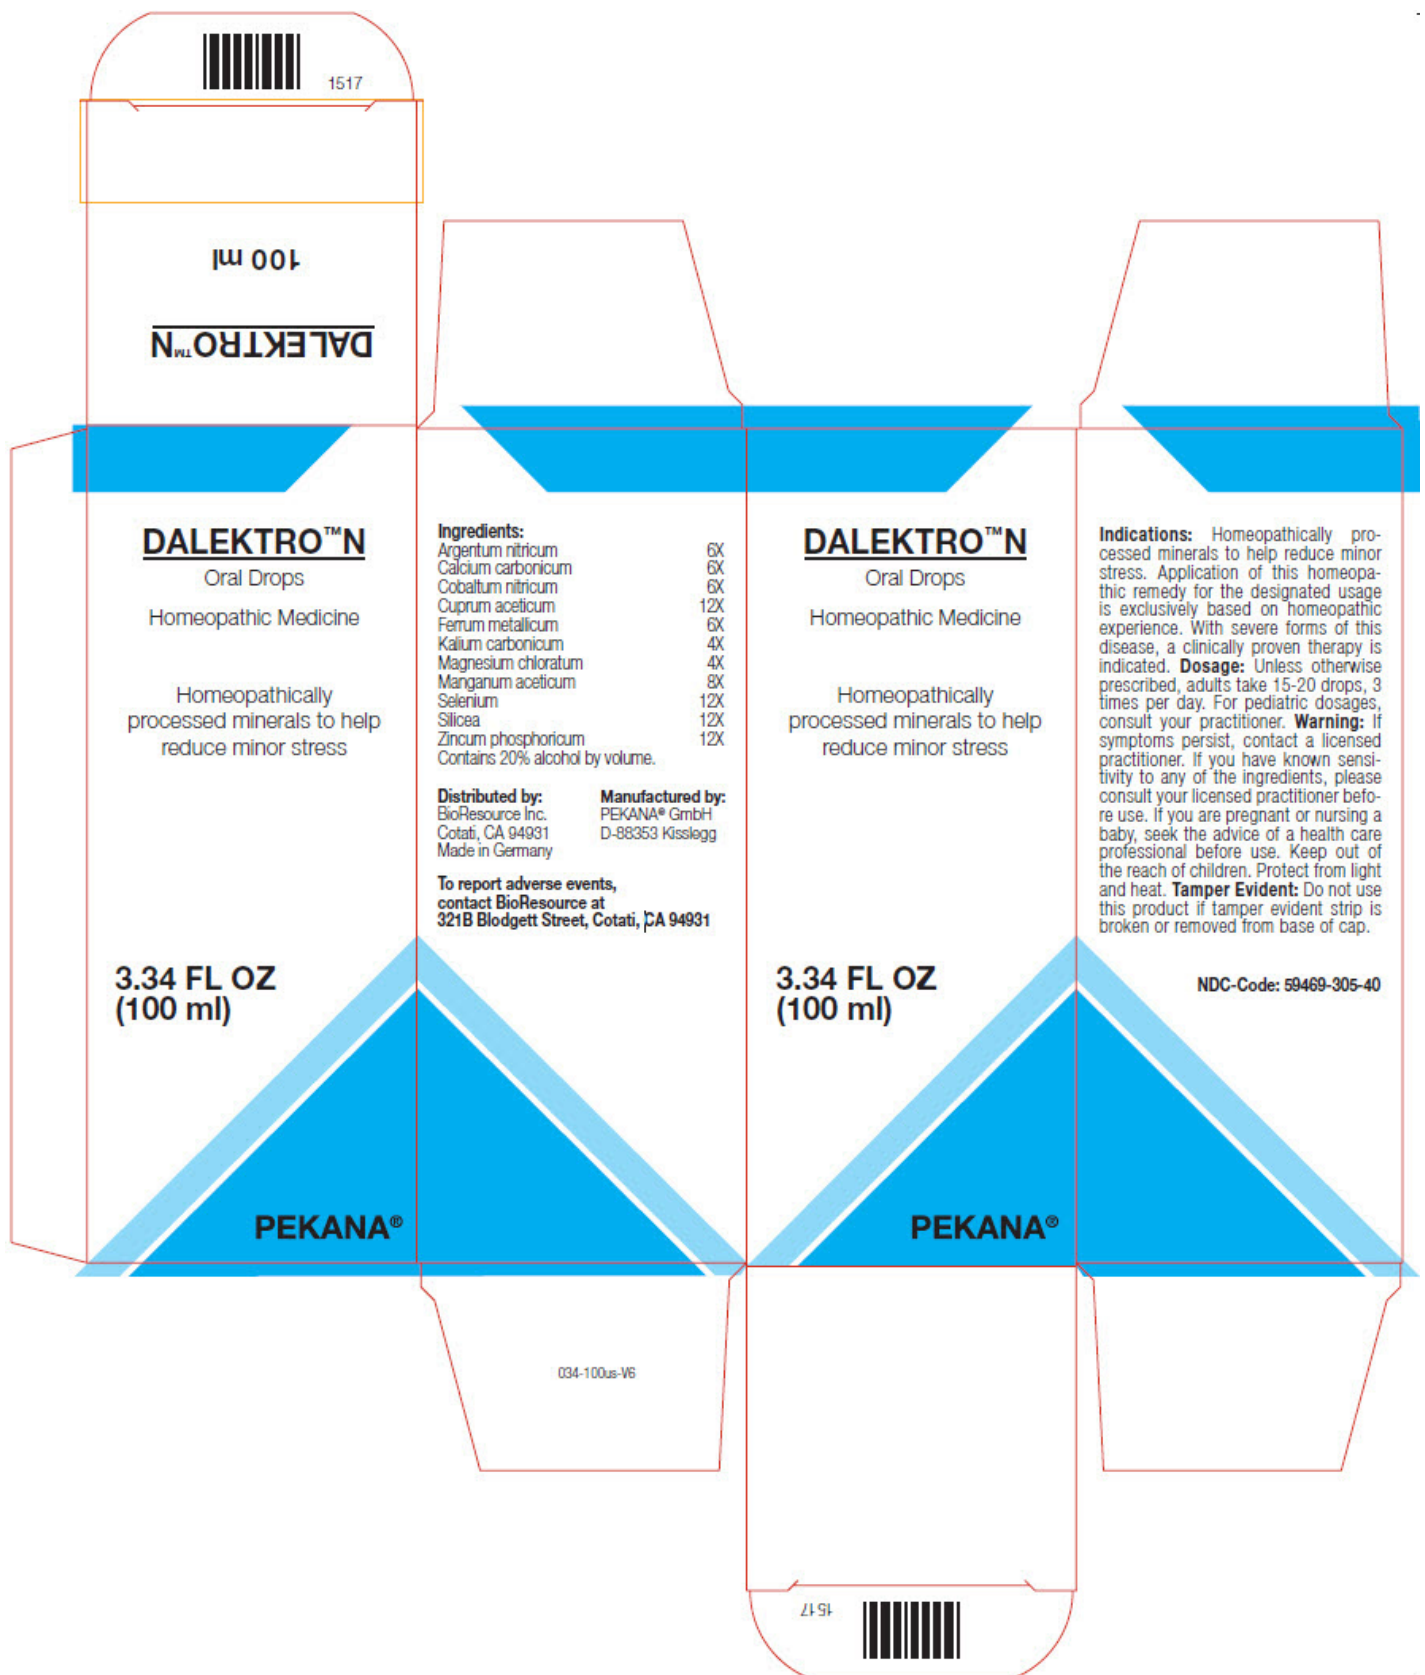 1517
100 ml
DALEKTRO™N
DALEKTRO™N
Oral Drops
Homeopathic Medicine
Homeopathically
processed minerals to help
reduce minor stress
3.34 FL OZ
(100 ml)
PEKANA®
Ingredients:
Argentum nitricum 6X
Calcium carbonicum 6X
Cobaltum nitricum 6X
Cuprum aceticum 12X
Ferrum metallicum 6X
Kalium carbonicum 4X
Magnesium chloratum 4X
Manganum aceticum 8X
Selenium 12X
Silicea 12X
Zincum phosphoricum 12X
Contains 20% alcohol by volume.
Distributed by:
BioResource Inc.
Cotati, CA 94931
Made in Germany
Manufactured by:
PEKANA® GmbH
D-88353 Kisslegg
To report adverse events,
contact BioResource at
321B Blodgett Street, Cotati, CA 94931
DALEKTRO™N
Oral Drops
Homeopathic Medicine
Homeopathically
processed minerals to help
reduce minor stress
3.34 FL OZ
(100 ml)
PEKANA®
Indications: Homeopathically pro-
cessed minerals to help reduce minor
stress. Application of this homeopa-
thic remedy for the designated usage
is exclusively based on homeopathic
experience. With severe forms of this
disease, a clinically proven therapy is
indicated. Dosage: Unless otherwise
prescribed, adults take 15-20 drops, 3
times per day. For pediatric dosages,
consult your practitioner. Warning: If
symptoms persist, contact a licensed
practitioner. If you have known sensi-
tivity to any of the ingredients, please
consult your licensed practitioner befo-
re use. If you are pregnant or nursing a
baby, seek the advice of a health care
professional before use. Keep out of
the reach of children. Protect from light
and heat. Tamper Evident: Do not use
this product if tamper evident strip is
broken or removed from base of cap.
NDC-Code: 59469-305-40
034-100us-V6
1517